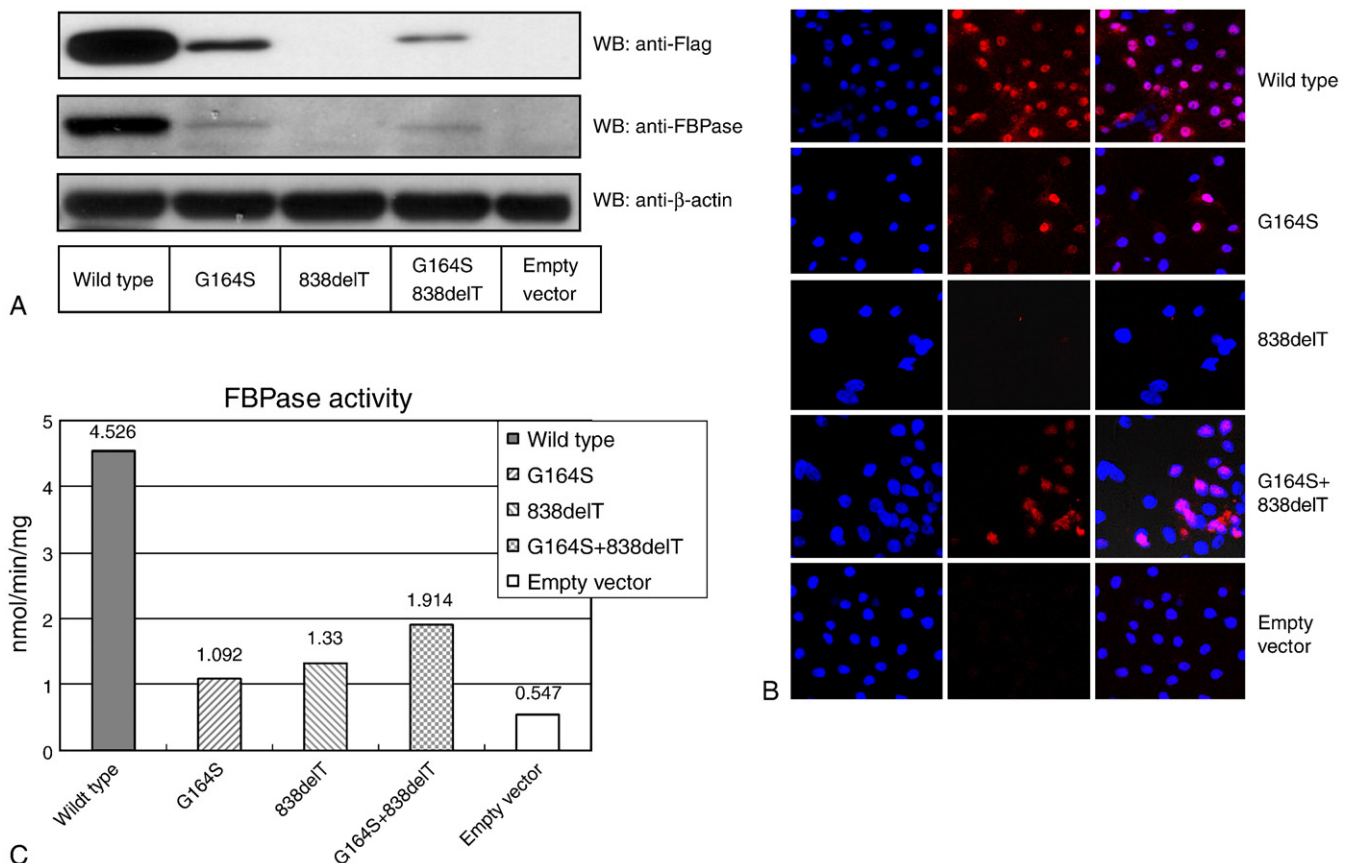 WB: anti-Flag
WB: anti-FBPase
WB: anti-β-actin
Wild type
G164S
838delT
G164S
838delT
Empty
vector
A
Wild type
G164S
838delT
G164S+
838delT
Empty
vector
B
FBPase activity
nmol/min/mg
5
4
3
2
1
0
4.526
1.092
1.33
1.914
0.547
Wild type
G164S
838delT
G164S+838delT
Empty vector
Wildt type
G164S
838delT
G164S+838delT
Empty vector
C